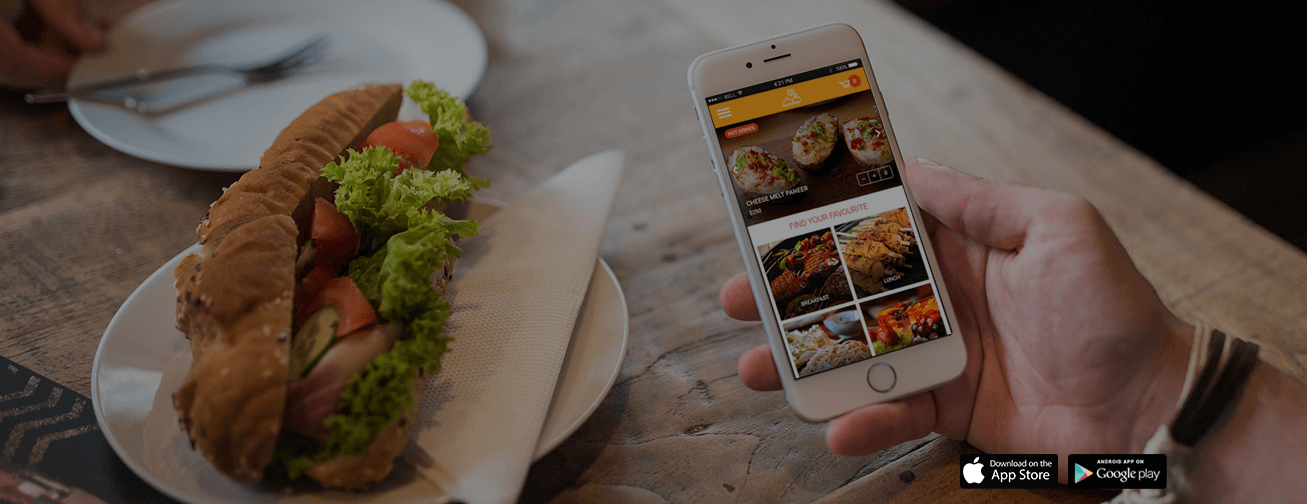 BELL
4:21 PM
100%
HOT DISHES
CHEESE MELT PANEER
$250
FIND YOUR FAVOURITE
BREAKFAST
LUNCH
Download on the
App Store
ANDROID APP ON
Google play